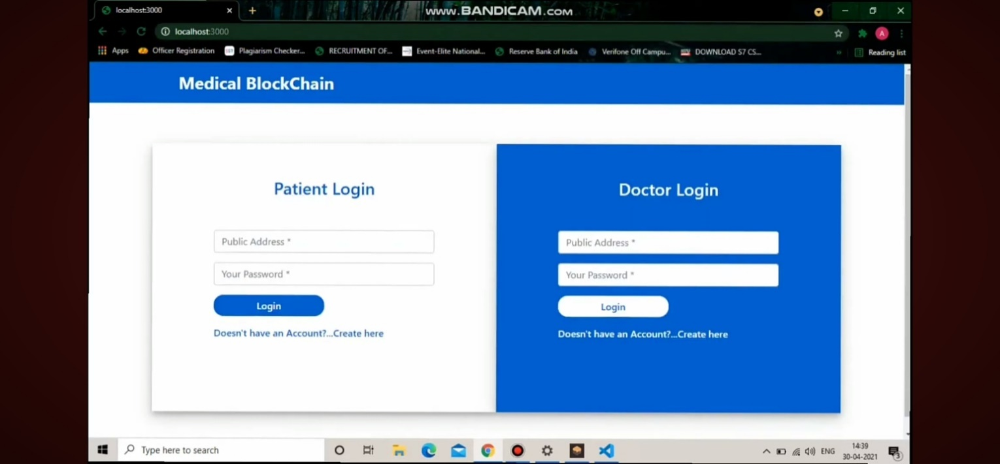 localhost:3000
www.BANDICAM.com
localhost:3000
Apps Officer Registration Plagiarism Checker... RECRUITMENT OF... Event-Elite National... Reserve Bank of India Verifone Off Campu... DOWNLOAD S7 CS... » Reading list
A
Medical BlockChain
Patient Login
Public Address *
Your Password *
Login
Doesn't have an Account?...Create here
Doctor Login
Public Address *
Your Password *
Login
Doesn't have an Account?...Create here
Type here to search
ENG
14:39
30-04-2021
3